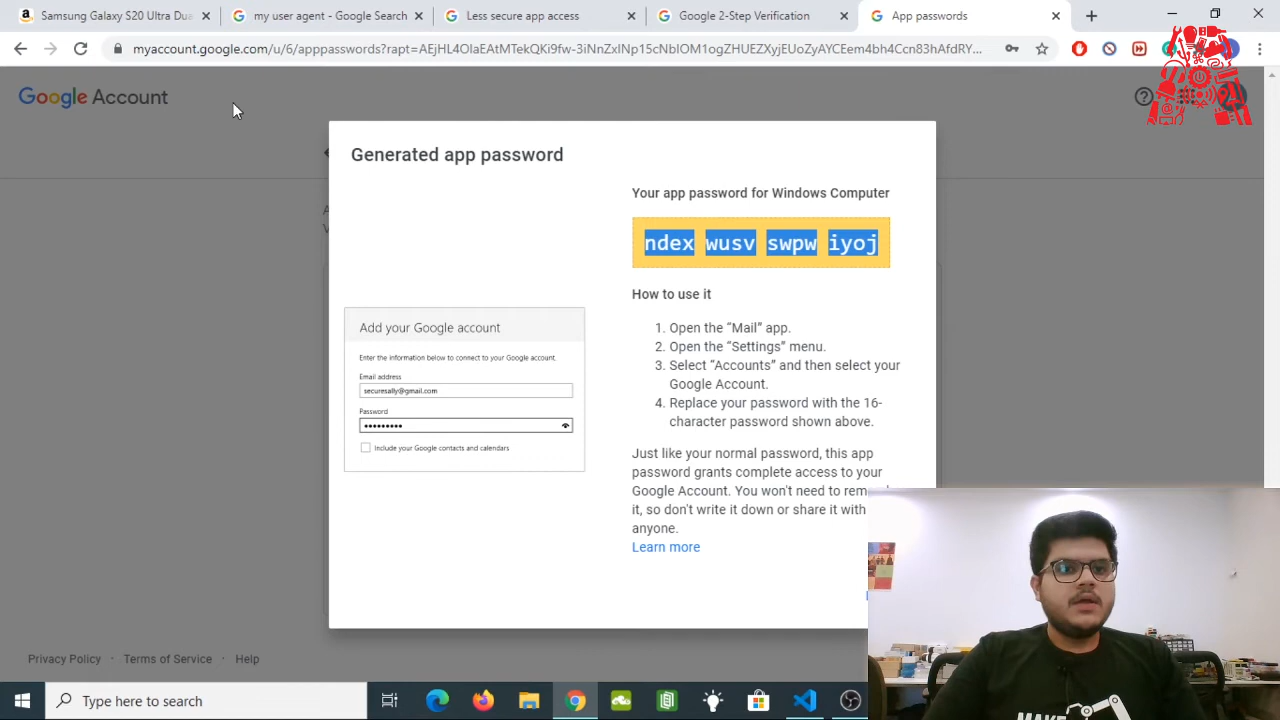 Samsung Galaxy S20 Ultra Dua
my user agent - Google Search
Less secure app access
Google 2-Step Verification
App passwords
myaccount.google.com/u/6/apppasswords?rapt=
Google Account
Generated app password
Your app password for Windows Computer
ndex wusv swpw iyoj
How to use it
Add your Google account
Enter the information below to connect to your Google account.
Email address
securesally@gmail.com
Password
Include your Google contacts and calendars
1. Open the “Mail” app.
2. Open the “Settings” menu.
3. Select “Accounts” and then select your
Google Account.
4. Replace your password with the 16-
character password shown above.
Just like your normal password, this app
password grants complete access to your
Google Account. You won't need to
it, so don't write it down or share it with
anyone.
Learn more
Privacy Policy · Terms of Service · Help
Type here to search
MAKE